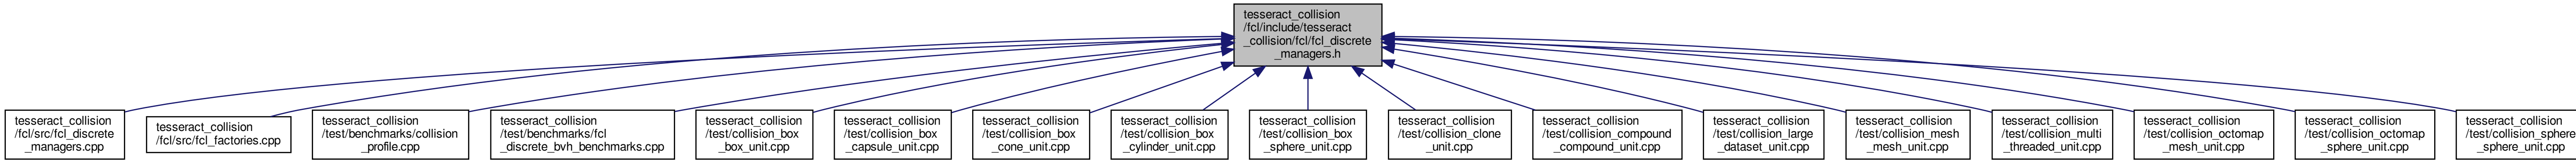 tesseract_collision
/fcl/include/tesseract
_collision/fcl/fcl_discrete
_managers.h
tesseract_collision
/fcl/src/fcl_discrete
_managers.cpp
tesseract_collision
/fcl/src/fcl_factories.cpp
tesseract_collision
/test/benchmarks/collision
_profile.cpp
tesseract_collision
/test/benchmarks/fcl
_discrete_bvh_benchmarks.cpp
tesseract_collision
/test/collision_box
_box_unit.cpp
tesseract_collision
/test/collision_box
_capsule_unit.cpp
tesseract_collision
/test/collision_box
_cone_unit.cpp
tesseract_collision
/test/collision_box
_cylinder_unit.cpp
tesseract_collision
/test/collision_box
_sphere_unit.cpp
tesseract_collision
/test/collision_clone
_unit.cpp
tesseract_collision
/test/collision_compound
_compound_unit.cpp
tesseract_collision
/test/collision_large
_dataset_unit.cpp
tesseract_collision
/test/collision_mesh
_mesh_unit.cpp
tesseract_collision
/test/collision_multi
_threaded_unit.cpp
tesseract_collision
/test/collision_octomap
_mesh_unit.cpp
tesseract_collision
/test/collision_octomap
_sphere_unit.cpp
tesseract_collision
/test/collision_sphere
_sphere_unit.cpp